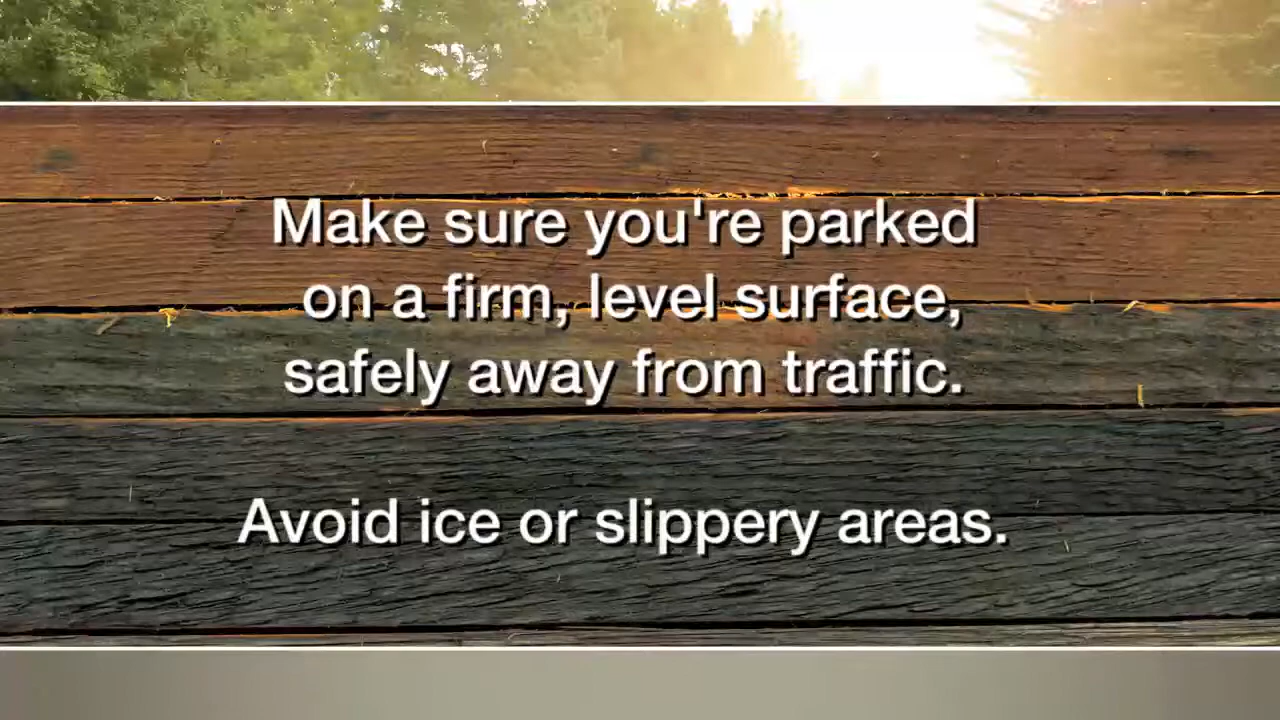 Make sure you're parked
on a firm, level surface,
safely away from traffic.
Avoid ice or slippery areas.